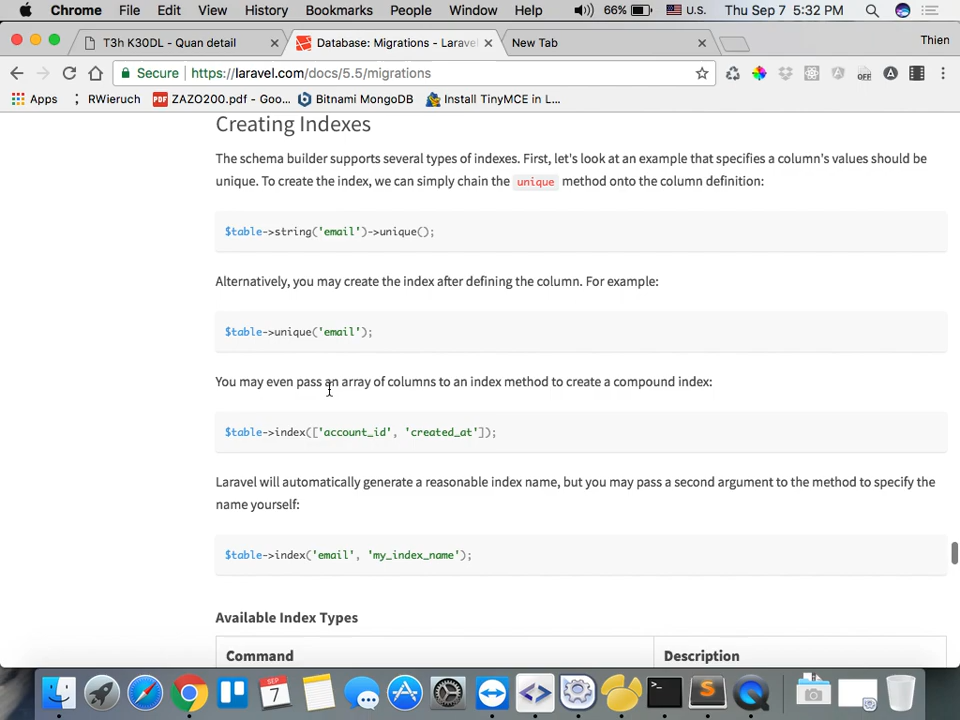 Chrome File Edit View History Bookmarks People Window Help 66% U.S. Thu Sep 7 5:32 PM
T3h K30DL - Quan detail Database: Migrations - Larave New Tab Thien
Secure https://laravel.com/docs/5.5/migrations OFF A
Apps RWieruch PDF ZAZO200.pdf - Goo... Bitnami MongoDB Install TinyMCE in L...
Creating Indexes
The schema builder supports several types of indexes. First, let's look at an example that specifies a column's values should be
unique. To create the index, we can simply chain the unique method onto the column definition:
$table->string('email')->unique();
Alternatively, you may create the index after defining the column. For example:
$table->unique('email');
You may even pass an array of columns to an index method to create a compound index:
$table->index(['account_id', 'created_at']);
Laravel will automatically generate a reasonable index name, but you may pass a second argument to the method to specify the
name yourself:
$table->index('email', 'my_index_name');
Available Index Types
Command Description
SEP
7